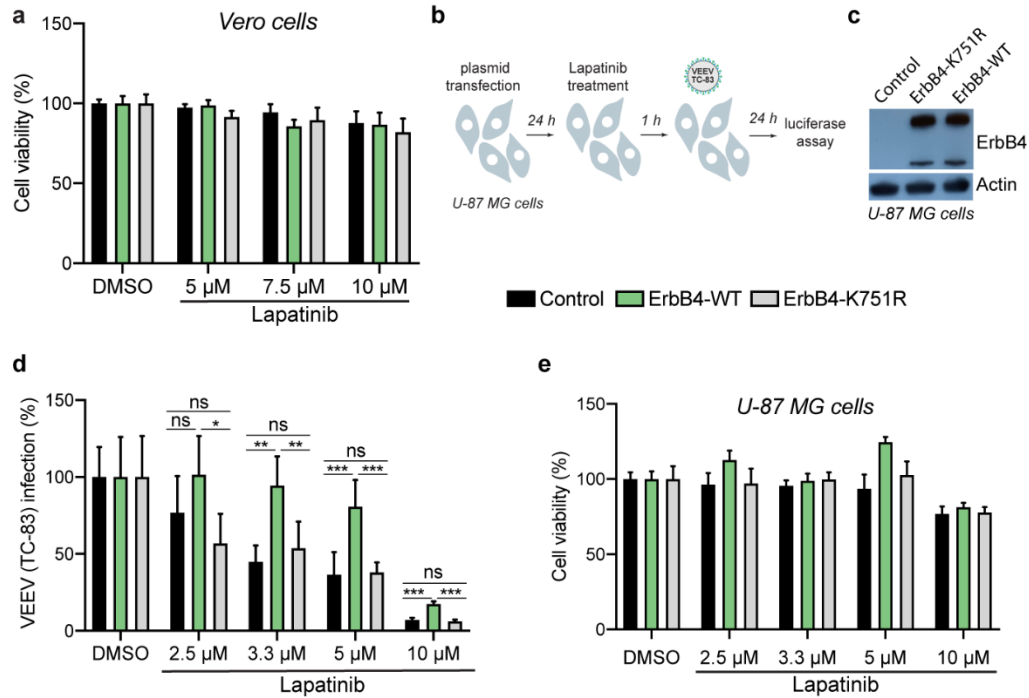 a
Vero cells
Cell viability (%)
150
100
50
0
DMSO
5 µM
7.5 µM
10 µM
Lapatinib
b
plasmid
transfection
Lapatinib
treatment
VEEV
TC-83
24 h
1 h
24 h
luciferase
assay
U-87 MG cells
c
Control
ErbB4-K751R
ErbB4-WT
ErbB4
Actin
U-87 MG cells
Control
ErbB4-WT
ErbB4-K751R
d
VEEV (TC-83) infection (%)
150
100
50
0
ns
ns
*
ns
**
**
ns
***
***
ns
***
***
DMSO
2.5 µM
3.3 µM
5 µM
10 µM
Lapatinib
e
U-87 MG cells
Cell viability (%)
150
100
50
0
DMSO
2.5 µM
3.3 µM
5 µM
10 µM
Lapatinib